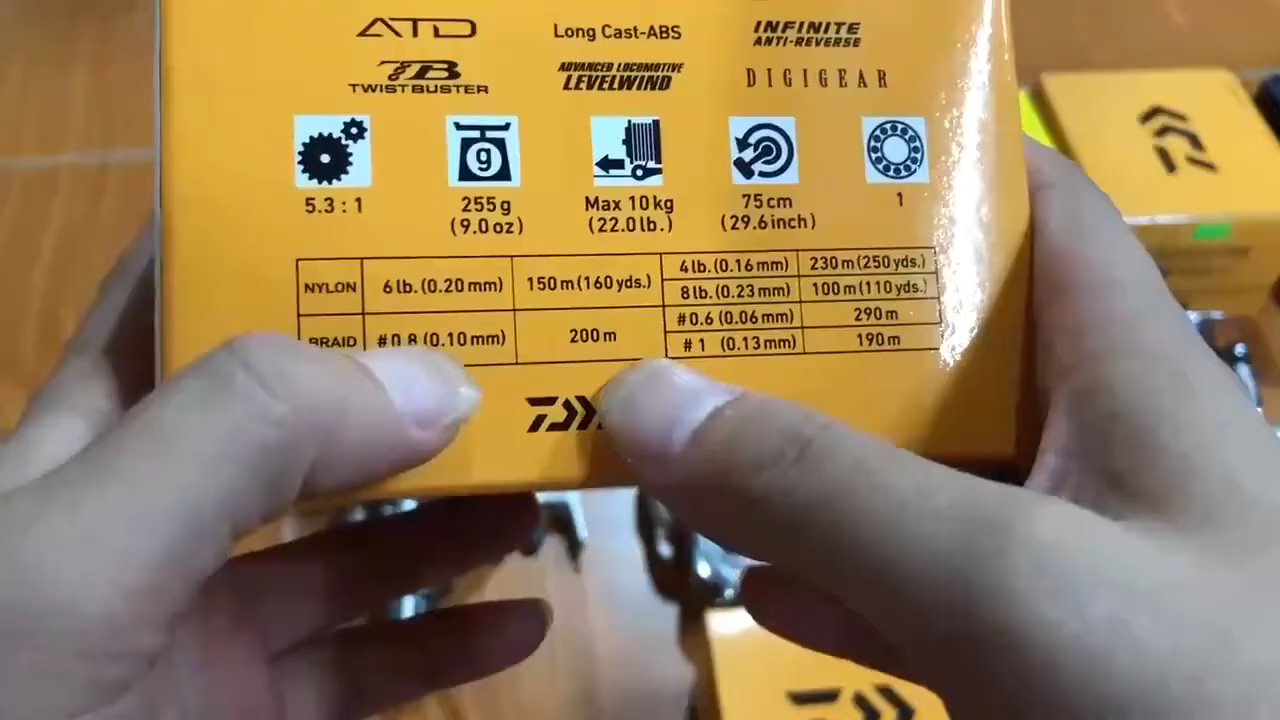 ATD Long Cast-ABS INFINITE ANTI-REVERSE
TB TWISTBUSTER ADVANCED LOCOMOTIVE LEVELWIND DIGIGEAR
g
5.3 : 1 255g Max 10kg 75cm 1
(9.0oz) (22.0lb.) (29.6inch)
NYLON 6lb.(0.20mm) 150m(160yds.) 4lb.(0.16mm) 230m(250yds.)
8lb.(0.23mm) 100m(110yds.)
BRAID #0.8(0.10mm) 200m #0.6(0.06mm) 290m
#1 (0.13mm) 190m